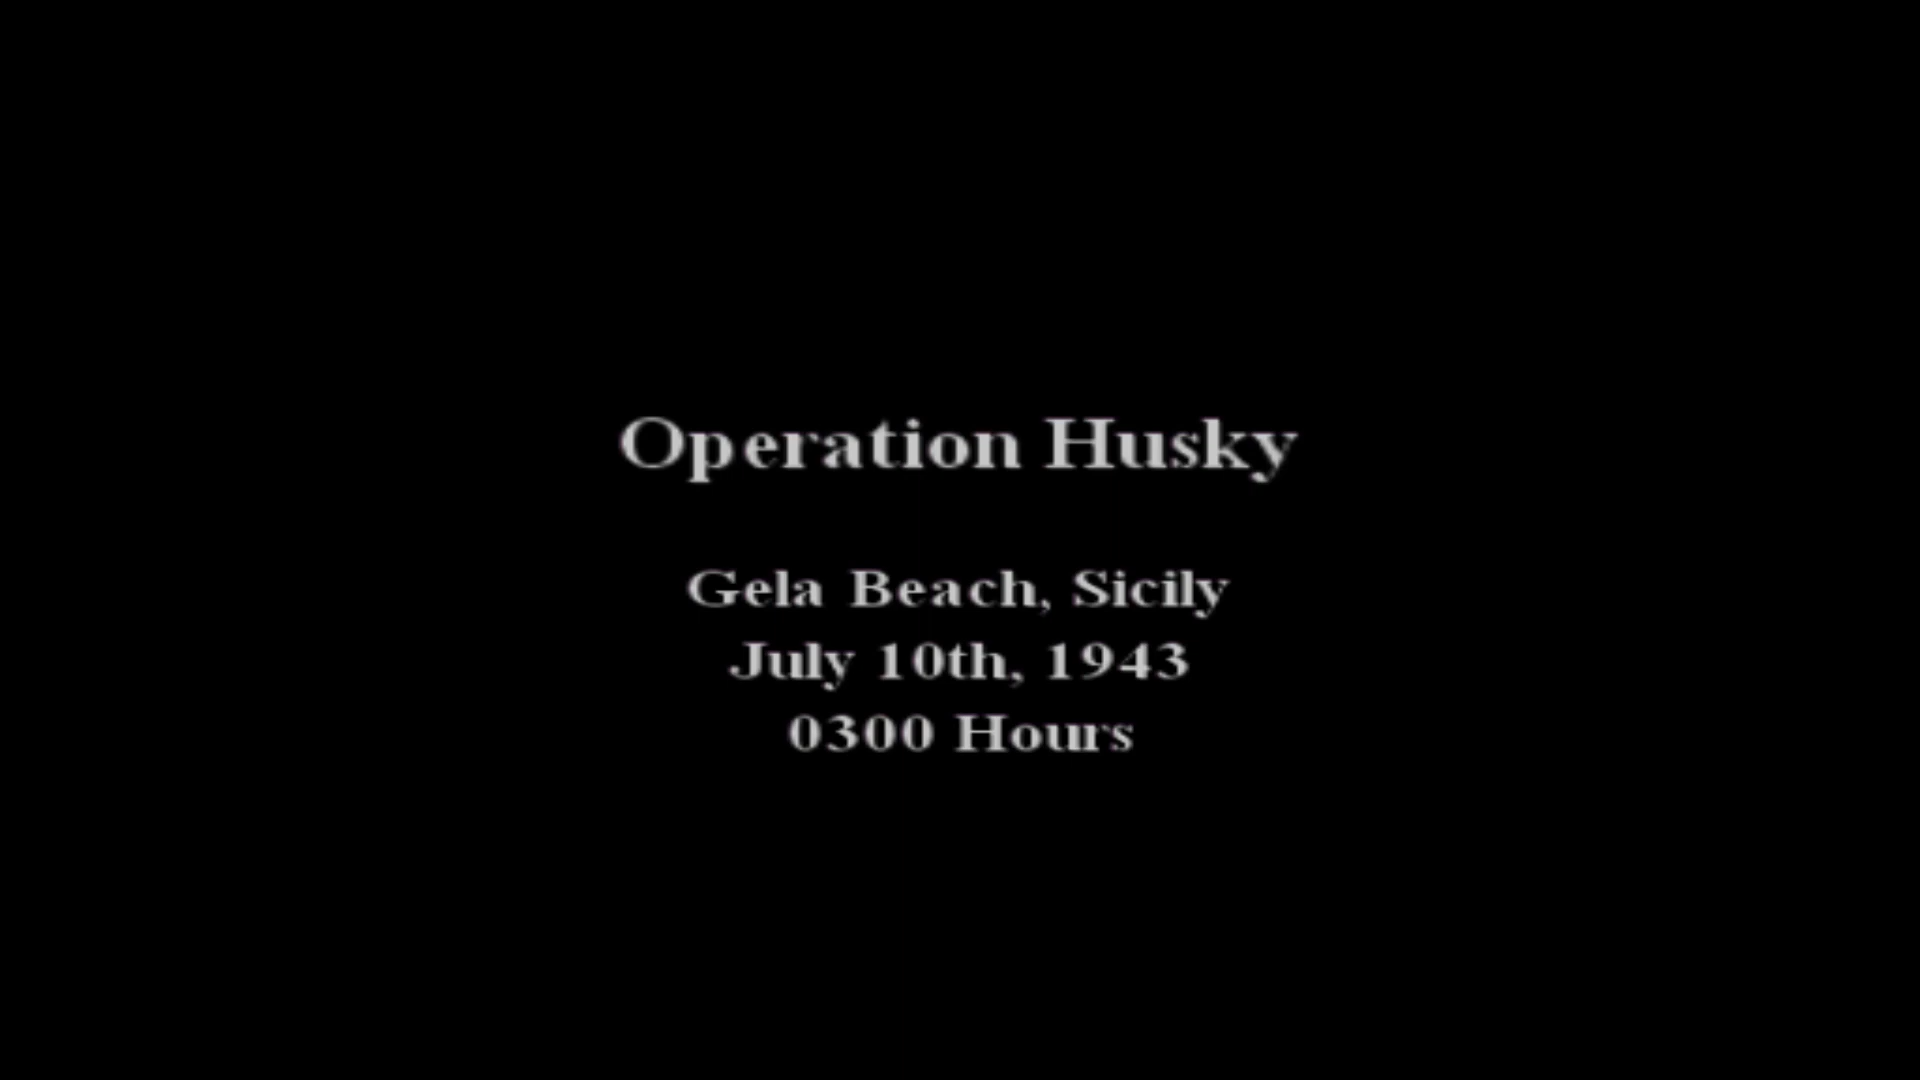 Operation Husky
Gela Beach, Sicily
July 10th, 1943
0300 Hours